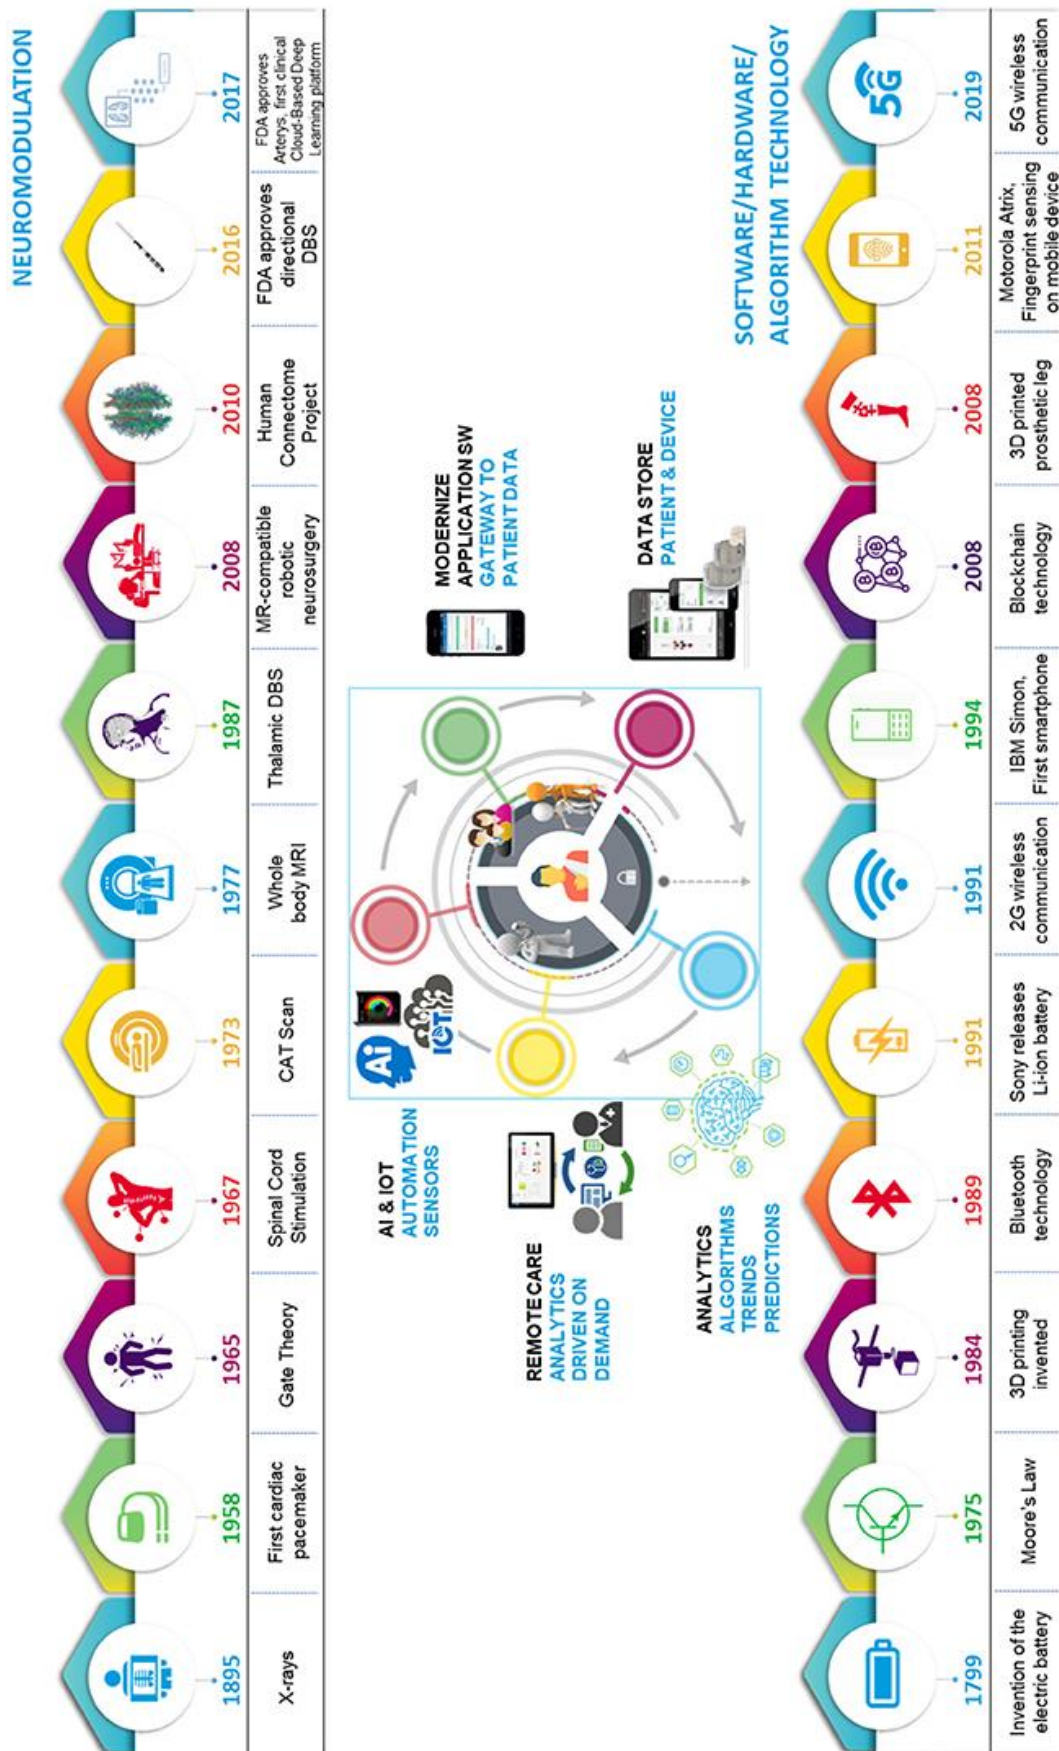 NEUROMODULATION
1895
1958
1965
1967
1973
1977
1987
2008
2010
2016
2017
X-rays
First cardiac
pacemaker
Gate Theory
Spinal Cord
Stimulation
CAT Scan
Whole
body MRI
Thalamic DBS
MR-compatible
robotic
neurosurgery
Human
Connectome
Project
FDA approves
directional
DBS
FDA approves
Arterys, first clinical
Cloud-Based Deep
Learning platform
AI & IOT
AUTOMATION
SENSORS
Ai
IOT
MODERNIZE
APPLICATION SW
GATEWAY TO
PATIENT DATA
REMOTE CARE
ANALYTICS
DRIVEN ON
DEMAND
DATA STORE
PATIENT & DEVICE
ANALYTICS
ALGORITHMS
TRENDS
PREDICTIONS
SOFTWARE/HARDWARE/
ALGORITHM TECHNOLOGY
5G
1799
1975
1984
1989
1991
1991
1994
2008
2008
2011
2019
Invention of the
electric battery
Moore's Law
3D printing
invented
Bluetooth
technology
Sony releases
Li-ion battery
2G wireless
communication
IBM Simon,
First smartphone
Blockchain
technology
3D printed
prosthetic leg
Motorola Atrix,
Fingerprint sensing
on mobile device
5G wireless
communication